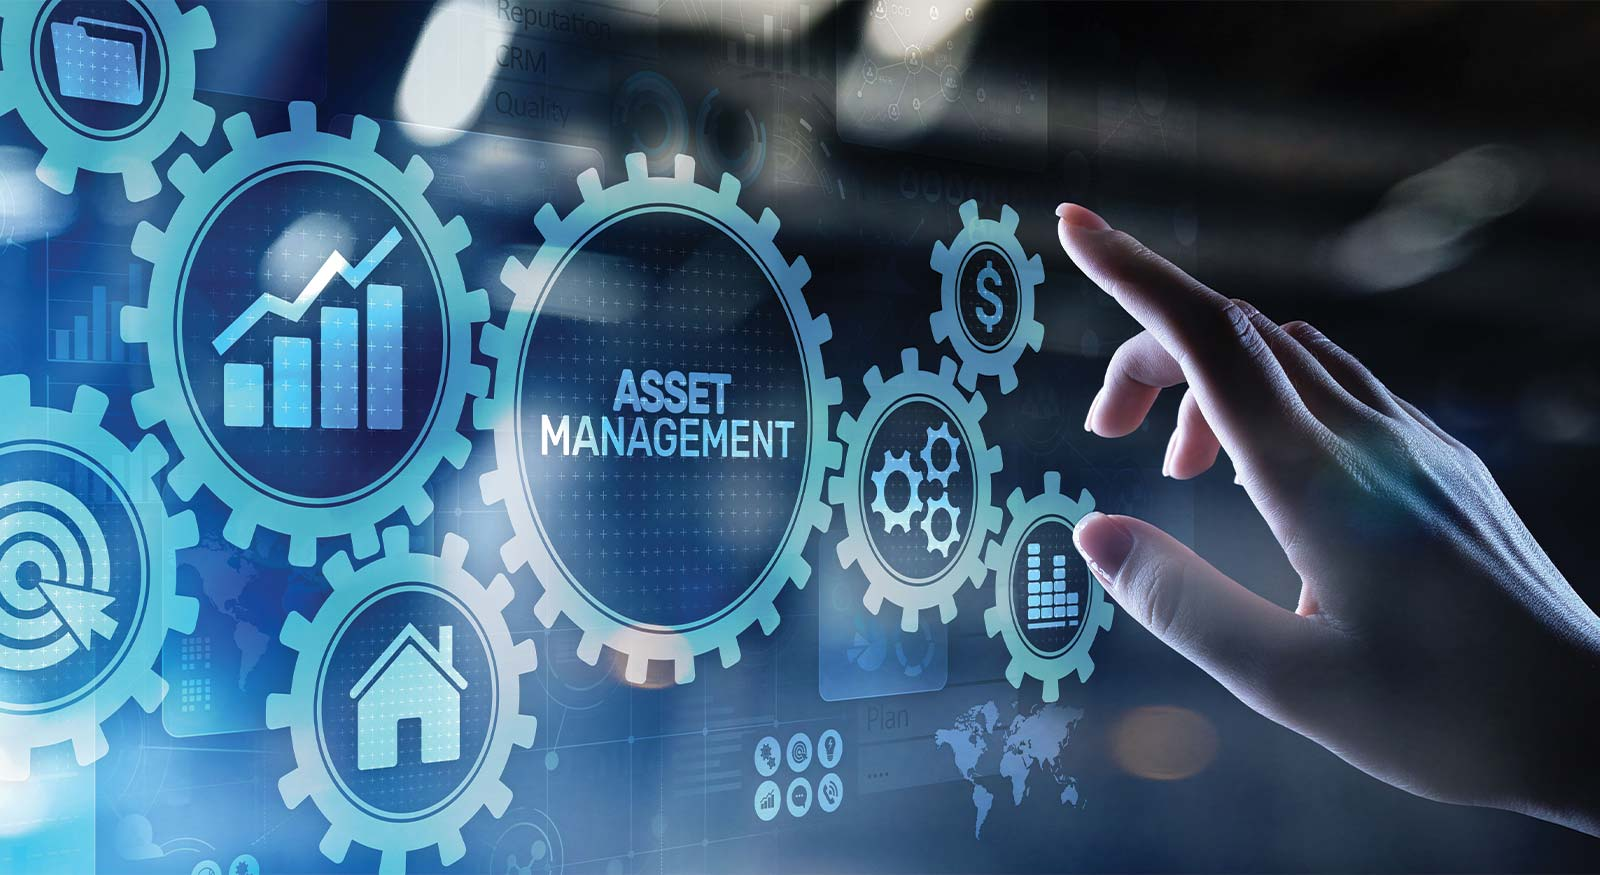 Reputation
CRM
Quality
ASSET
MANAGEMENT
$
Plan